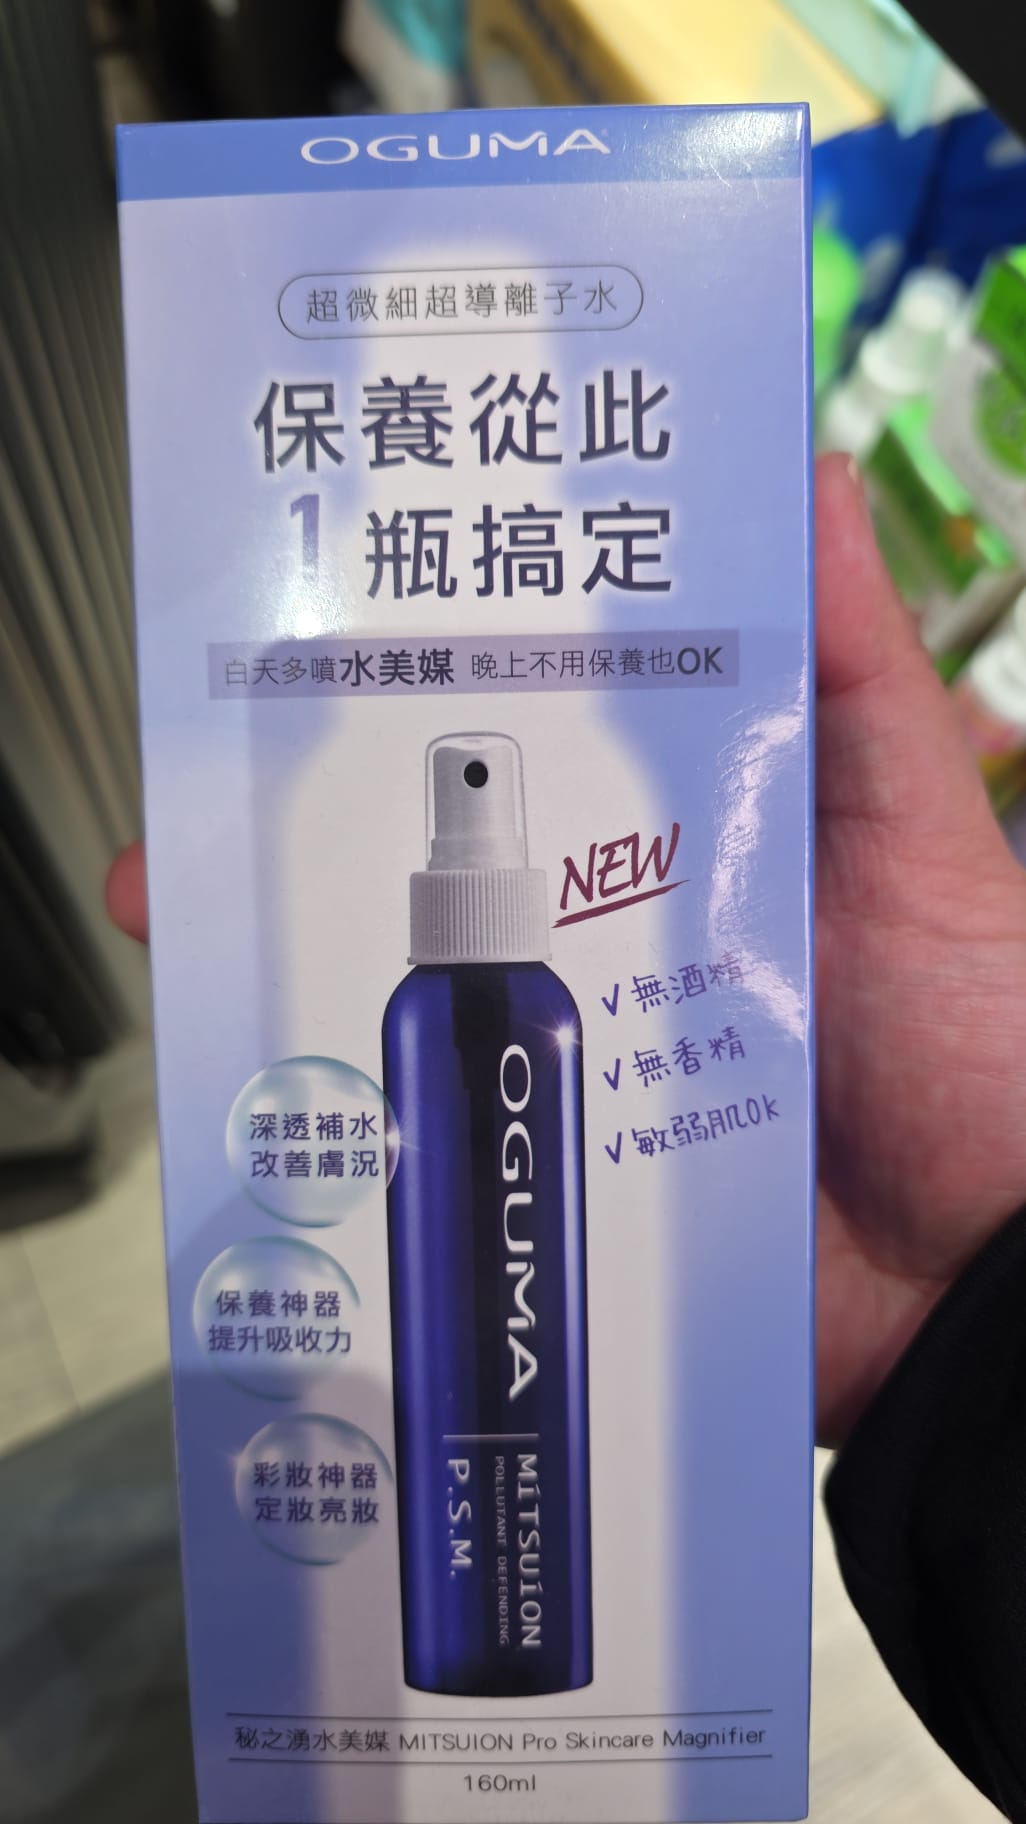 OGUMA
超微細超導離子水
保養從此
1瓶搞定
白天多噴水美媒 晚上不用保養也OK
NEW
√無酒精
√無香精
√敏弱肌OK
深透補水
改善膚況
保養神器
提升吸收力
彩妝神器
定妝亮妝
OGUMA
MiTSUiON
POLLUTANT DEFENDING
P.S.M.
秘之湧水美媒 MITSUION Pro Skincare Magnifier
160ml